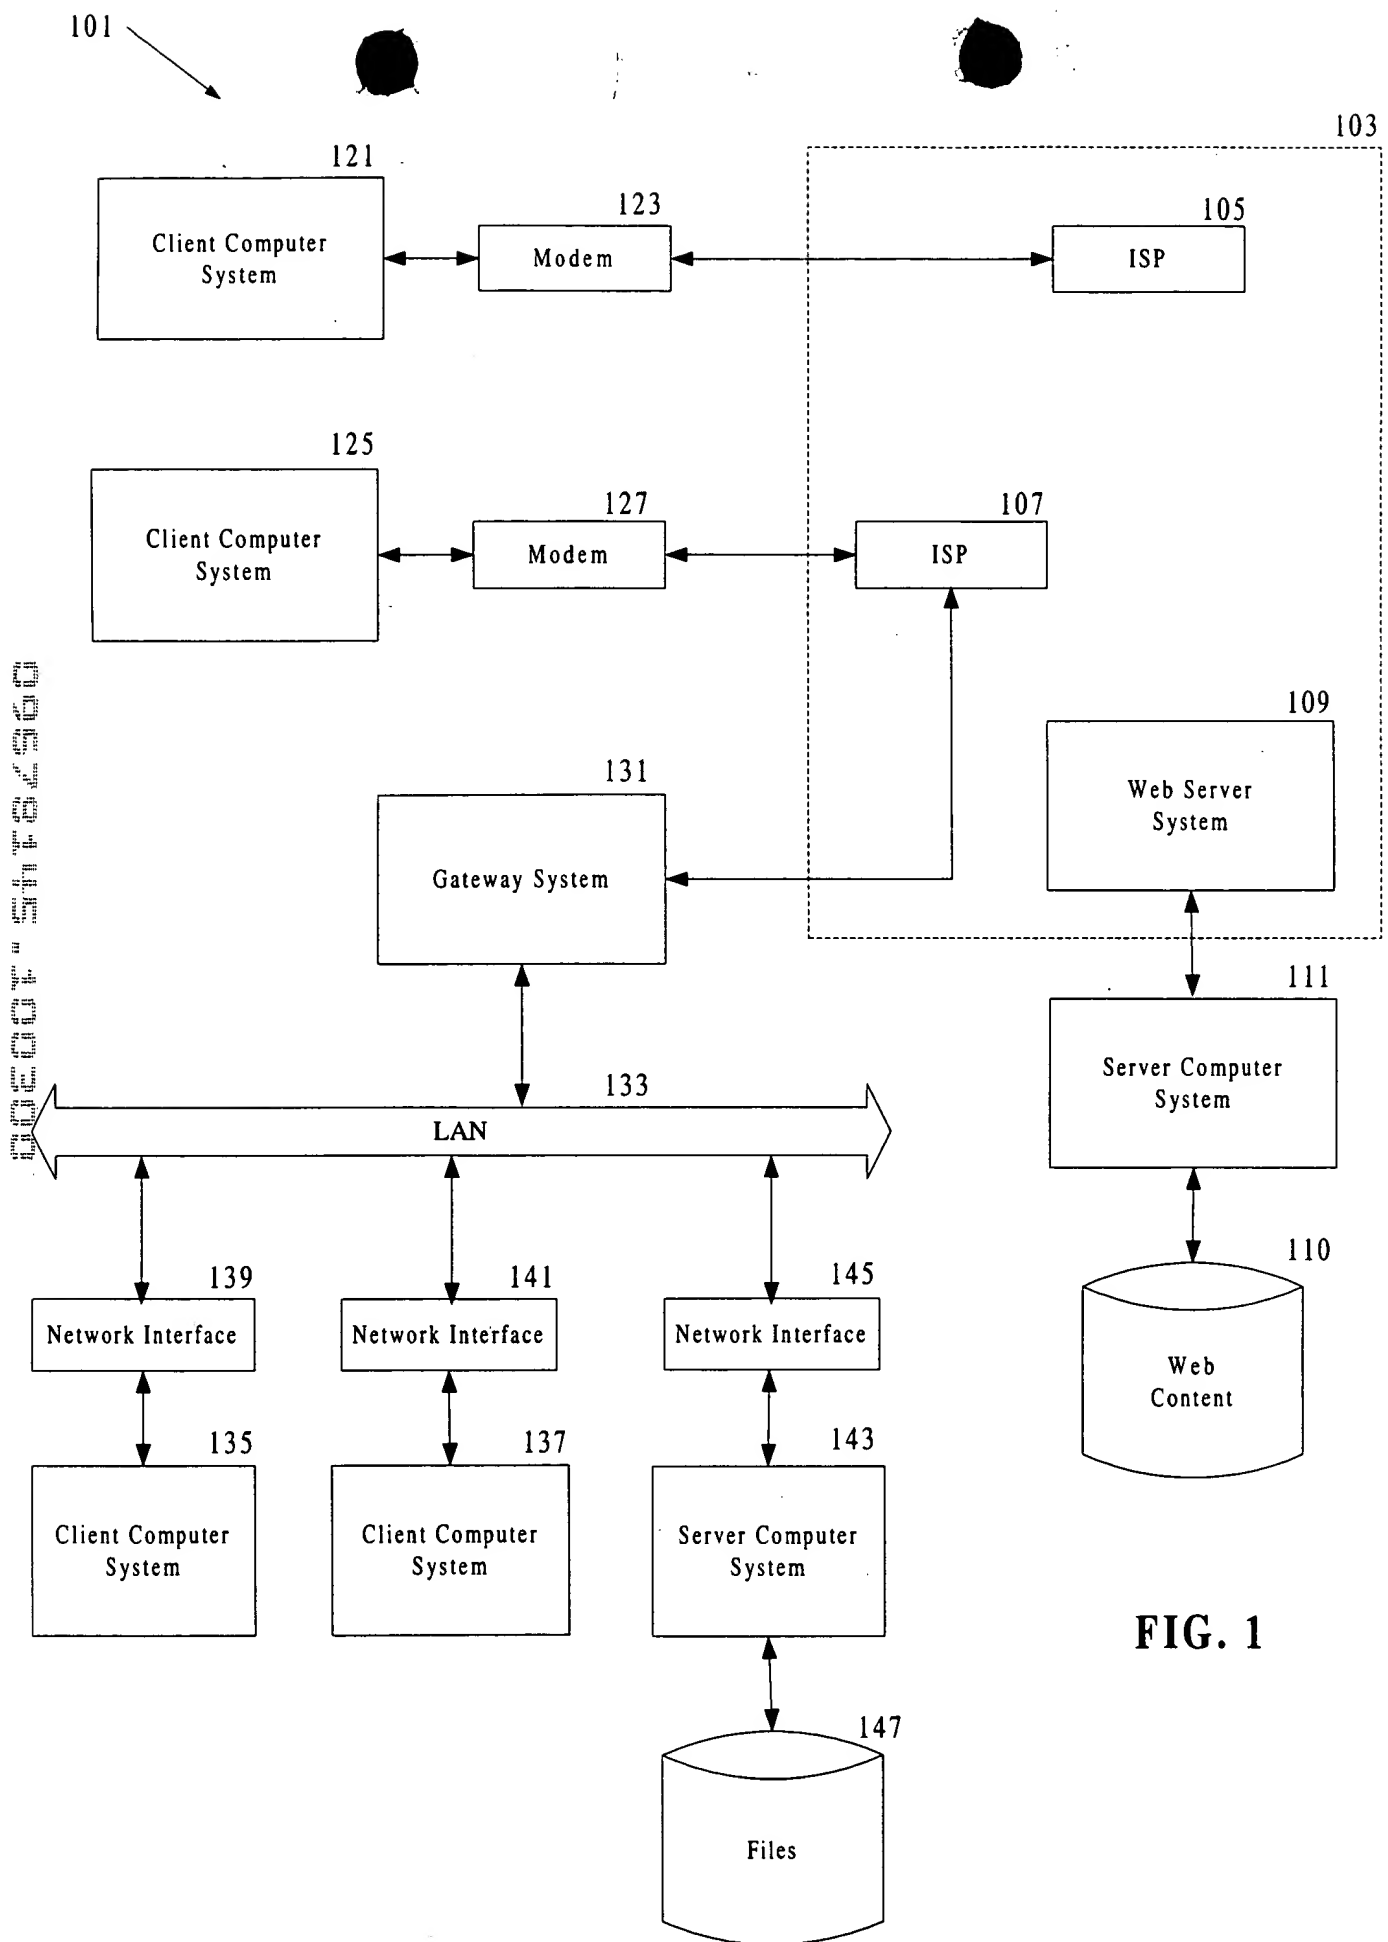 101
103
121
123
105
Client Computer
System
Modem
ISP
125
127
107
Client Computer
System
Modem
ISP
109
131
Web Server
System
Gateway System
111
133
Server Computer
System
LAN
110
139
141
145
Network Interface
Network Interface
Network Interface
Web
Content
135
137
143
Client Computer
System
Client Computer
System
Server Computer
System
FIG. 1
147
Files